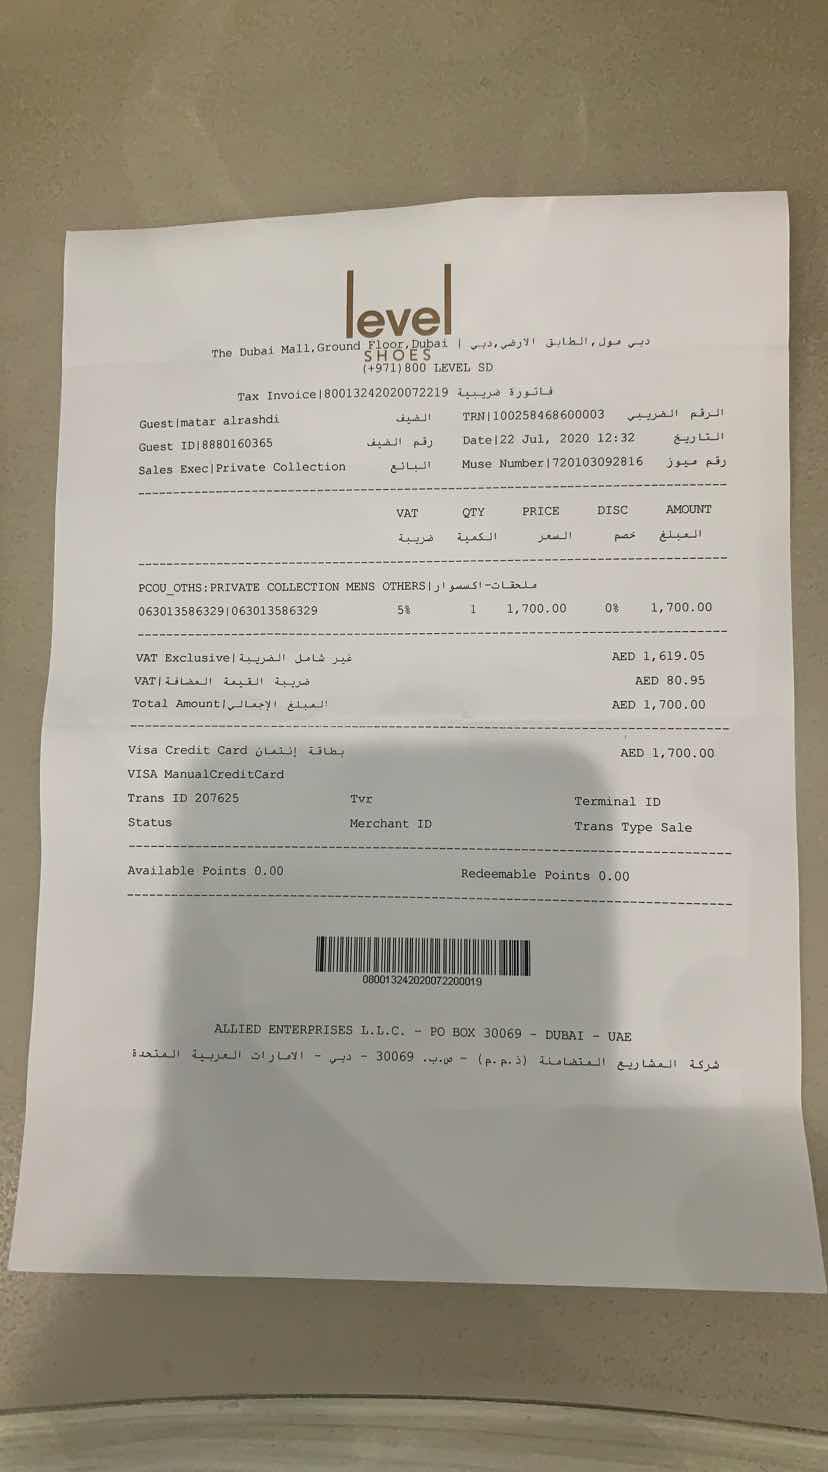 level
The Dubai Mall,Ground Floor,Dubai | دبي مول,الطابق الارضي,دبي
SHOES
(+971)800 LEVEL SD
Tax Invoice|80013242020072219 فاتورة ضريبية
Guest|matar alrashdi الضيف TRN|100258468600003 الرقم الضريبي
Guest ID|8880160365 رقم الضيف Date|22 Jul, 2020 12:32 التاريخ
Sales Exec|Private Collection البائع Muse Number|720103092816 رقم ميوز
VAT QTY PRICE DISC AMOUNT
ضريبة الكمية السعر خصم المبلغ
PCOU_OTHS:PRIVATE COLLECTION MENS OTHERS|ملحقات-اكسسوار
063013586329|063013586329 5% 1 1,700.00 0% 1,700.00
VAT Exclusive|غير شامل الضريبة AED 1,619.05
VAT|ضريبة القيمة المضافة AED 80.95
Total Amount|المبلغ الإجمالي AED 1,700.00
Visa Credit Card بطاقة إئتمان AED 1,700.00
VISA ManualCreditCard
Trans ID 207625 Tvr Terminal ID
Status Merchant ID Trans Type Sale
Available Points 0.00 Redeemable Points 0.00
080013242020072200019
ALLIED ENTERPRISES L.L.C. - PO BOX 30069 - DUBAI - UAE
شركة المشاريع المتضامنة (ذ.م.م) - ص.ب. 30069 - دبي - الامارات العربية المتحدة